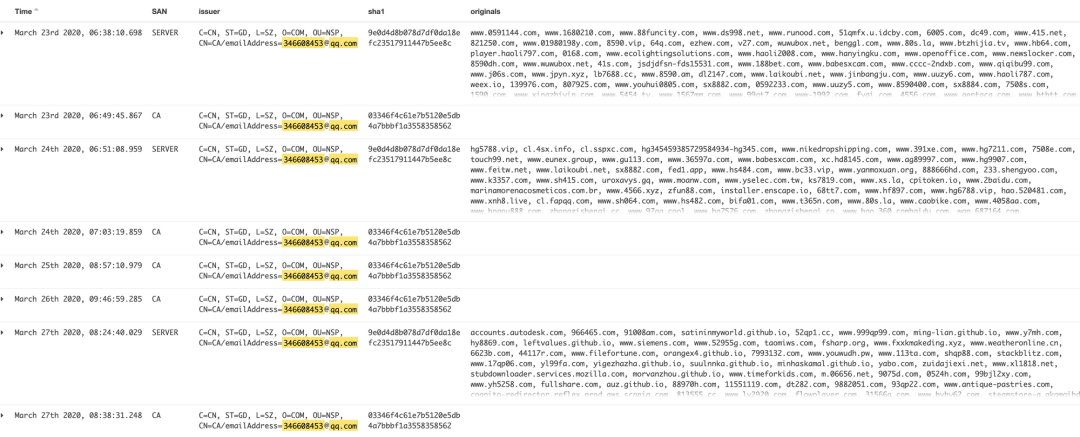 Time SAN issuer sha1 originals
March 23rd 2020, 06:38:10.698 SERVER C=CN, ST=GD, L=SZ, O=COM, OU=NSP, 9e0d4d8b078d7df0da18e www.0591144.com, www.1680210.com, www.88funcity.com, www.ds998.net, www.runood.com, 51qmfx.u.idcby.com, 6005.com, dc49.com, www.415.net,
CN=CA/emailAddress=346608453@qq.com fc23517911447b5ee8c 821250.com, www.01980198y.com, 8590.vip, 64q.com, ezhew.com, v27.com, wuwubox.net, benggl.com, www.80s.la, www.btzhijia.tv, www.hb64.com,
player.haoli797.com, 0168.com, www.ecolightingsolutions.com, www.haoli2008.com, www.hanyingku.com, www.openoffice.com, www.newslocker.com,
8590dh.com, www.wuwubox.net, 41s.com, jsdjdfsn-fds15531.com, www.188bet.com, www.babesxcam.com, www.cccc-2ndxb.com, www.qiqibu99.com,
www.j06s.com, www.jpyn.xyz, lb7688.cc, www.8590.am, dl2147.com, www.laikoubi.net, www.jinbangju.com, www.uuzy6.com, www.haoli787.com,
weex.io, 139976.com, 807925.com, www.youhui0805.com, sx8882.com, 0592233.com, www.uuzy5.com, www.8590400.com, sx8884.com, 7508s.com,
March 23rd 2020, 06:49:45.867 CA C=CN, ST=GD, L=SZ, O=COM, OU=NSP, 03346f4c61e7b5120e5db
CN=CA/emailAddress=346608453@qq.com 4a7bbbf1a3558358562
March 24th 2020, 06:51:08.959 SERVER C=CN, ST=GD, L=SZ, O=COM, OU=NSP, 9e0d4d8b078d7df0da18e hg5788.vip, cl.4sx.info, cl.sspxc.com, hg345459385729584934-hg345.com, www.nikedropshipping.com, www.391xe.com, www.hg7211.com, 7508e.com,
CN=CA/emailAddress=346608453@qq.com fc23517911447b5ee8c touch99.net, www.eunex.group, www.gu113.com, www.36597a.com, www.babesxcam.com, xc.hd8145.com, www.ag89997.com, www.hg9907.com,
www.feitw.net, www.laikoubi.net, sx8882.com, fed1.app, www.hs484.com, www.bc33.vip, www.yanmoxuan.org, 888666hd.com, 233.shengyoo.com,
www.k3357.com, www.sh415.com, uroxavys.gq, www.moarw.com, www.yselec.com.tw, ks7819.com, www.xs.la, cpitoken.io, www.2baidu.com,
marinamorenacosmeticos.com.br, www.4566.xyz, zfun88.com, installer.enscape.io, 68tt7.com, www.hf897.com, www.hg6788.vip, hao.520481.com,
www.xnh8.live, cl.fapqq.com, www.sh064.com, www.hs482.com, bifa01.com, www.t365n.com, www.80s.la, www.caobike.com, www.4058aa.com,
March 24th 2020, 07:03:19.859 CA C=CN, ST=GD, L=SZ, O=COM, OU=NSP, 03346f4c61e7b5120e5db
CN=CA/emailAddress=346608453@qq.com 4a7bbbf1a3558358562
March 25th 2020, 08:57:10.979 CA C=CN, ST=GD, L=SZ, O=COM, OU=NSP, 03346f4c61e7b5120e5db
CN=CA/emailAddress=346608453@qq.com 4a7bbbf1a3558358562
March 26th 2020, 09:46:59.285 CA C=CN, ST=GD, L=SZ, O=COM, OU=NSP, 03346f4c61e7b5120e5db
CN=CA/emailAddress=346608453@qq.com 4a7bbbf1a3558358562
March 27th 2020, 08:24:40.029 SERVER C=CN, ST=GD, L=SZ, O=COM, OU=NSP, 9e0d4d8b078d7df0da18e accounts.autodesk.com, 966465.com, 91008am.com, satininmyworld.github.io, 52qp1.cc, www.999qp99.com, ming-lian.github.io, www.y7mh.com,
CN=CA/emailAddress=346608453@qq.com fc23517911447b5ee8c hy8869.com, leftvalues.github.io, www.siemens.com, www.52955g.com, taomiws.com, fsharp.org, www.fxxkmakeding.xyz, www.weatheronline.cn,
6623b.com, 44117r.com, www.filefortune.com, orangex4.github.io, 7993132.com, www.youwudh.pw, www.113ta.com, shqp88.com, stackblitz.com,
www.17qp06.com, yl99fo.com, yigezhazha.github.io, suulnnka.github.io, minhaskamal.github.io, yabo.com, zuidajiexi.net, www.xl1818.net,
stubdownloader.services.mozilla.com, morvanzhou.github.io, www.timeforkids.com, m.06656.net, 9075d.com, 0524h.com, 99bjl2xy.com,
www.yh5258.com, fullshare.com, auz.github.io, 88970h.com, 11551119.com, dt282.com, 9882051.com, 93qp22.com, www.antique-pastries.com,
March 27th 2020, 08:38:31.248 CA C=CN, ST=GD, L=SZ, O=COM, OU=NSP, 03346f4c61e7b5120e5db
CN=CA/emailAddress=346608453@qq.com 4a7bbbf1a3558358562